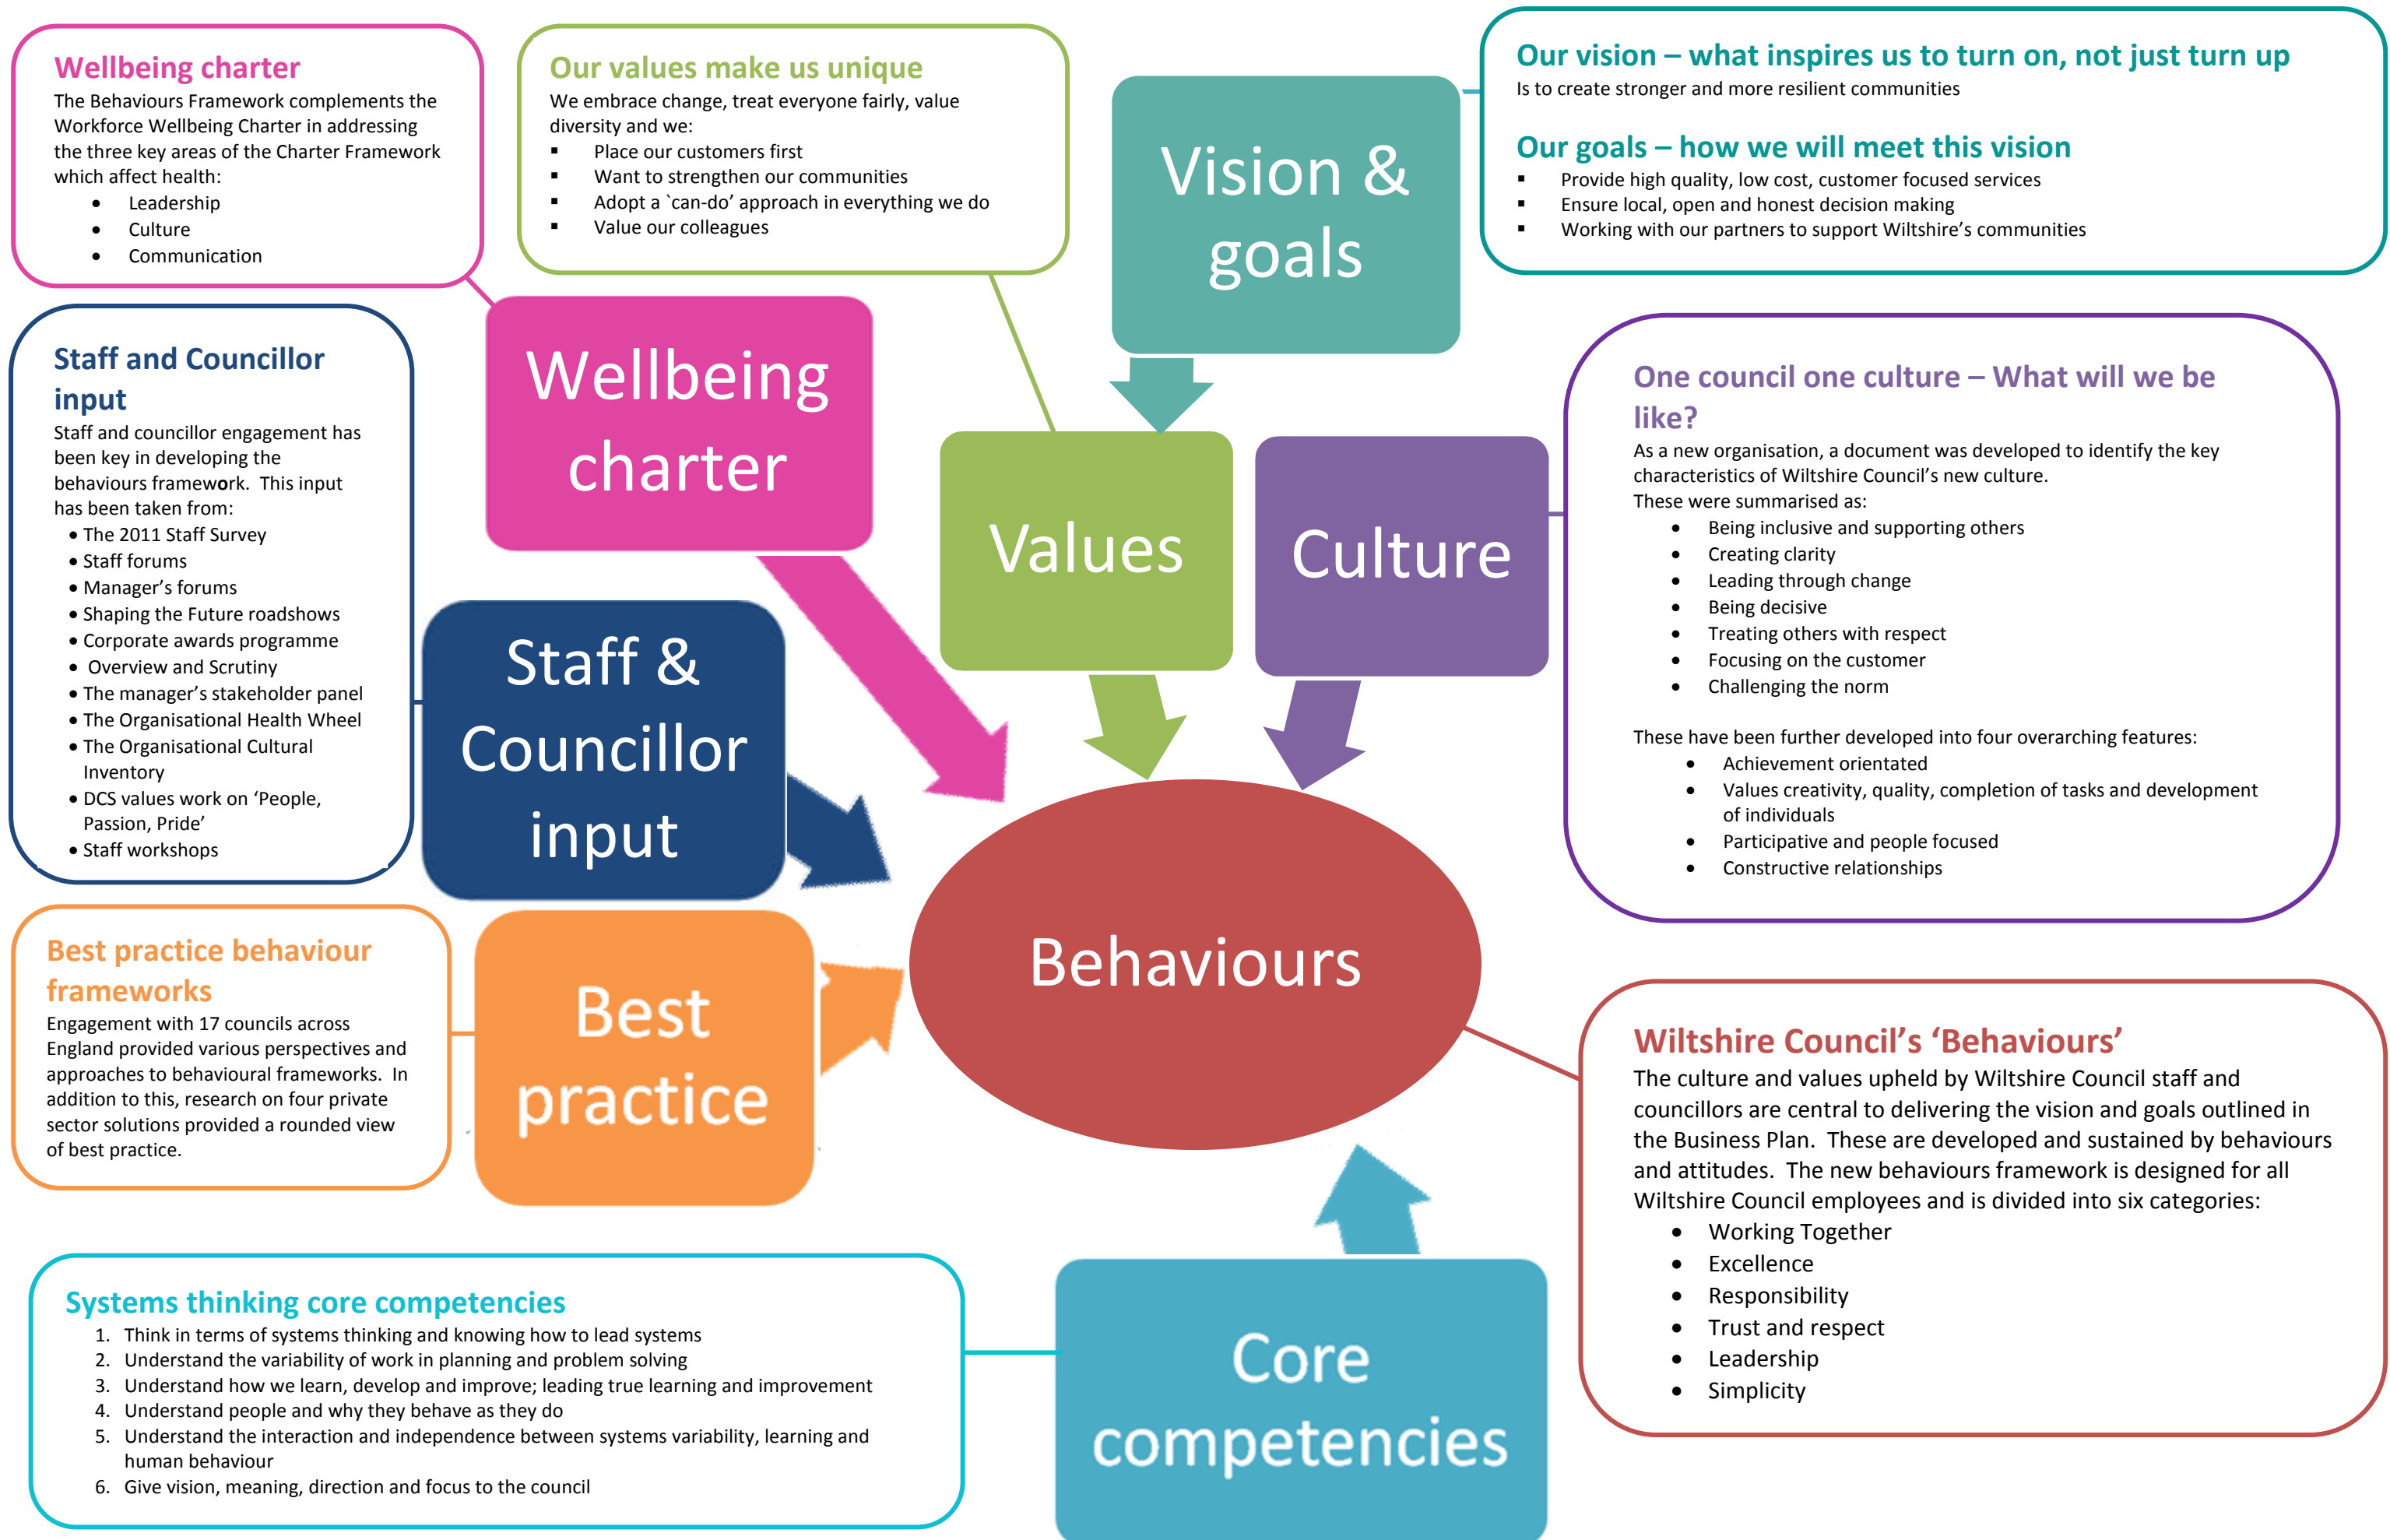 Wellbeing charter
The Behaviours Framework complements the
Workforce Wellbeing Charter in addressing
the three key areas of the Charter Framework
which affect health:
• Leadership
• Culture
• Communication
Our values make us unique
We embrace change, treat everyone fairly, value
diversity and we:
▪ Place our customers first
▪ Want to strengthen our communities
▪ Adopt a `can-do’ approach in everything we do
▪ Value our colleagues
Vision &
goals
Our vision – what inspires us to turn on, not just turn up
Is to create stronger and more resilient communities
Our goals – how we will meet this vision
▪ Provide high quality, low cost, customer focused services
▪ Ensure local, open and honest decision making
▪ Working with our partners to support Wiltshire’s communities
Staff and Councillor
input
Staff and councillor engagement has
been key in developing the
behaviours framework.  This input
has been taken from:
• The 2011 Staff Survey
• Staff forums
• Manager’s forums
• Shaping the Future roadshows
• Corporate awards programme
• Overview and Scrutiny
• The manager’s stakeholder panel
• The Organisational Health Wheel
• The Organisational Cultural
Inventory
• DCS values work on ‘People,
Passion, Pride’
• Staff workshops
Wellbeing
charter
Values
Culture
One council one culture – What will we be
like?
As a new organisation, a document was developed to identify the key
characteristics of Wiltshire Council’s new culture.
These were summarised as:
• Being inclusive and supporting others
• Creating clarity
• Leading through change
• Being decisive
• Treating others with respect
• Focusing on the customer
• Challenging the norm
These have been further developed into four overarching features:
• Achievement orientated
• Values creativity, quality, completion of tasks and development
of individuals
• Participative and people focused
• Constructive relationships
Staff &
Councillor
input
Best practice behaviour
frameworks
Engagement with 17 councils across
England provided various perspectives and
approaches to behavioural frameworks.  In
addition to this, research on four private
sector solutions provided a rounded view
of best practice.
Best
practice
Behaviours
Wiltshire Council’s ‘Behaviours’
The culture and values upheld by Wiltshire Council staff and
councillors are central to delivering the vision and goals outlined in
the Business Plan.  These are developed and sustained by behaviours
and attitudes.  The new behaviours framework is designed for all
Wiltshire Council employees and is divided into six categories:
• Working Together
• Excellence
• Responsibility
• Trust and respect
• Leadership
• Simplicity
Systems thinking core competencies
1. Think in terms of systems thinking and knowing how to lead systems
2. Understand the variability of work in planning and problem solving
3. Understand how we learn, develop and improve; leading true learning and improvement
4. Understand people and why they behave as they do
5. Understand the interaction and independence between systems variability, learning and
human behaviour
6. Give vision, meaning, direction and focus to the council
Core
competencies